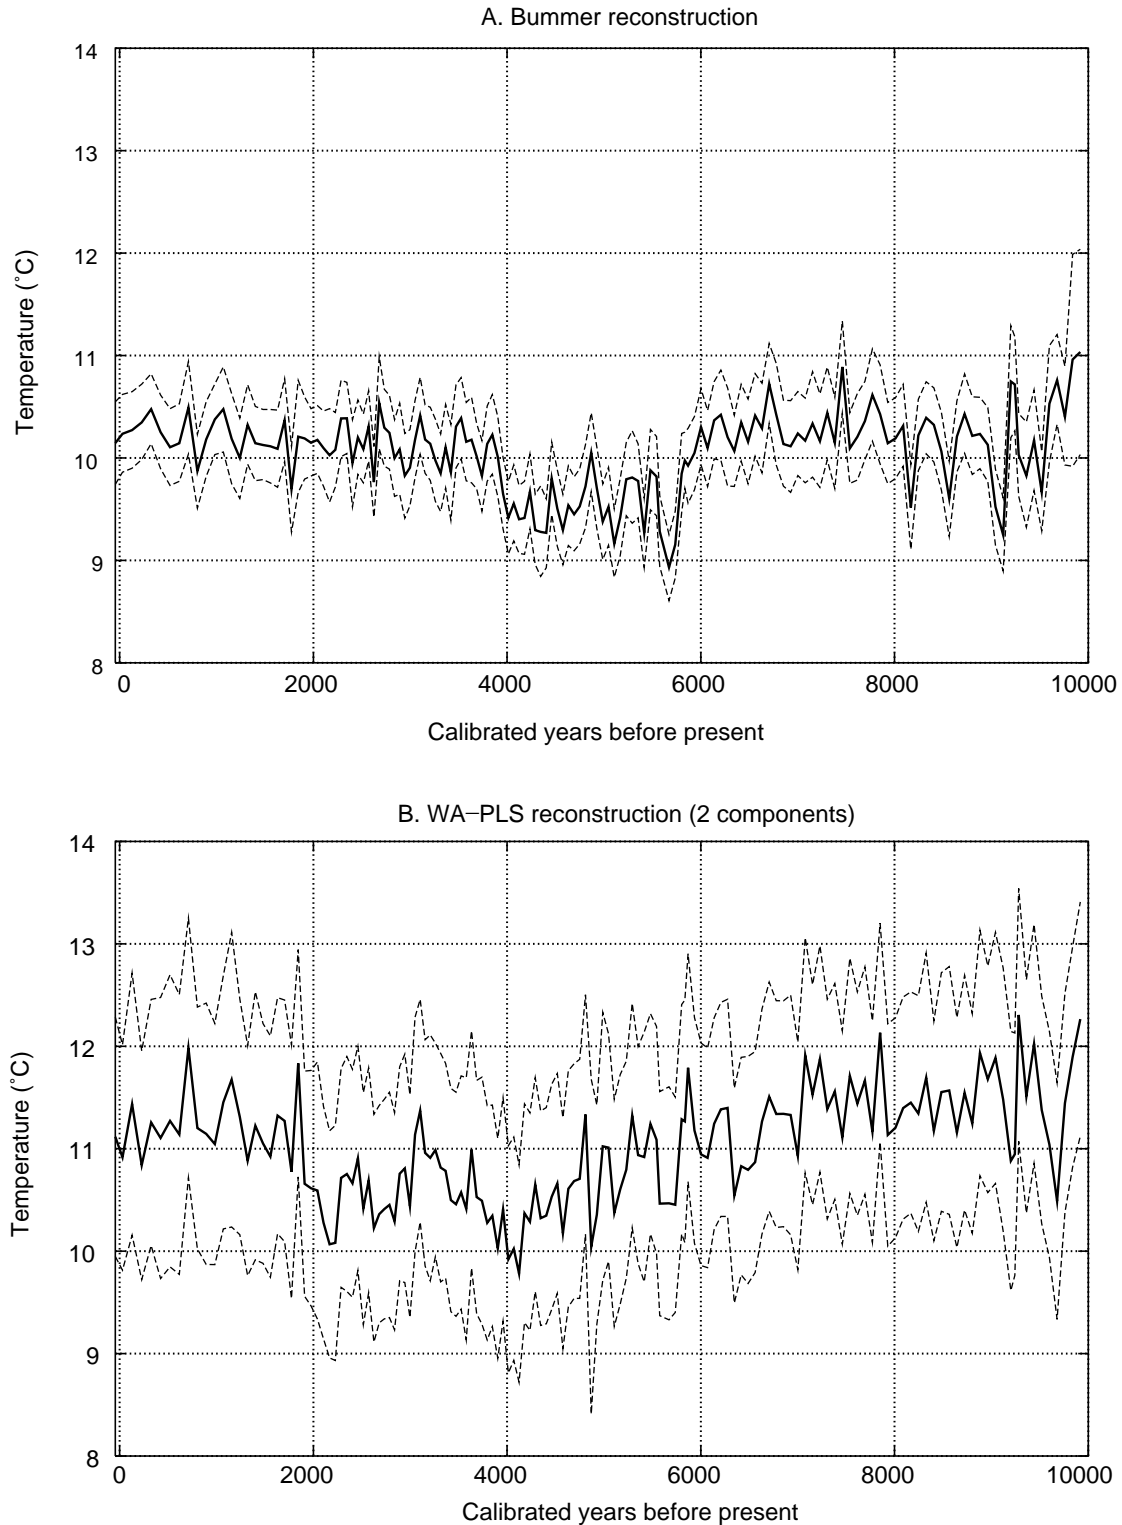 A. Bummer reconstruction
14
13
12
11
10
9
8
Temperature (˚C)
0 2000 4000 6000 8000 10000
Calibrated years before present
B. WA−PLS reconstruction (2 components)
14
13
12
11
10
9
8
Temperature (˚C)
0 2000 4000 6000 8000 10000
Calibrated years before present